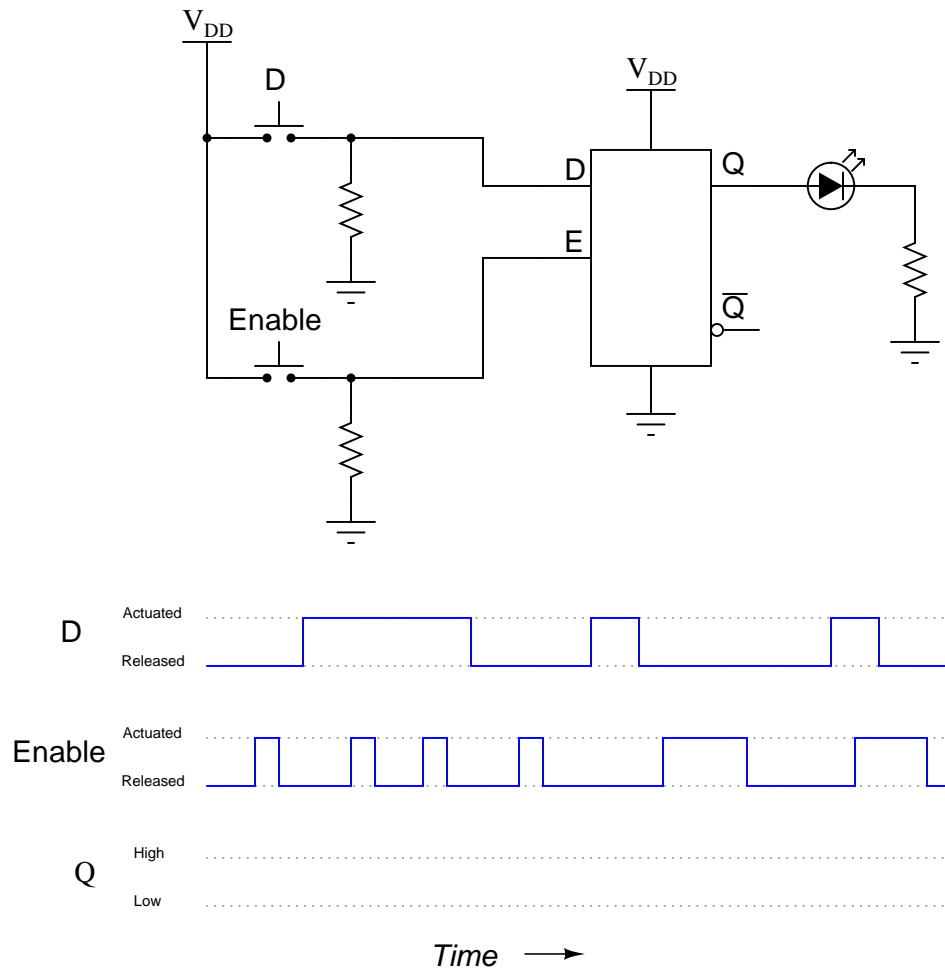 V_DD
D
V_DD
D
Q
E
Q̅
Enable
Actuated
D
Released
Actuated
Enable
Released
High
Q
Low
Time